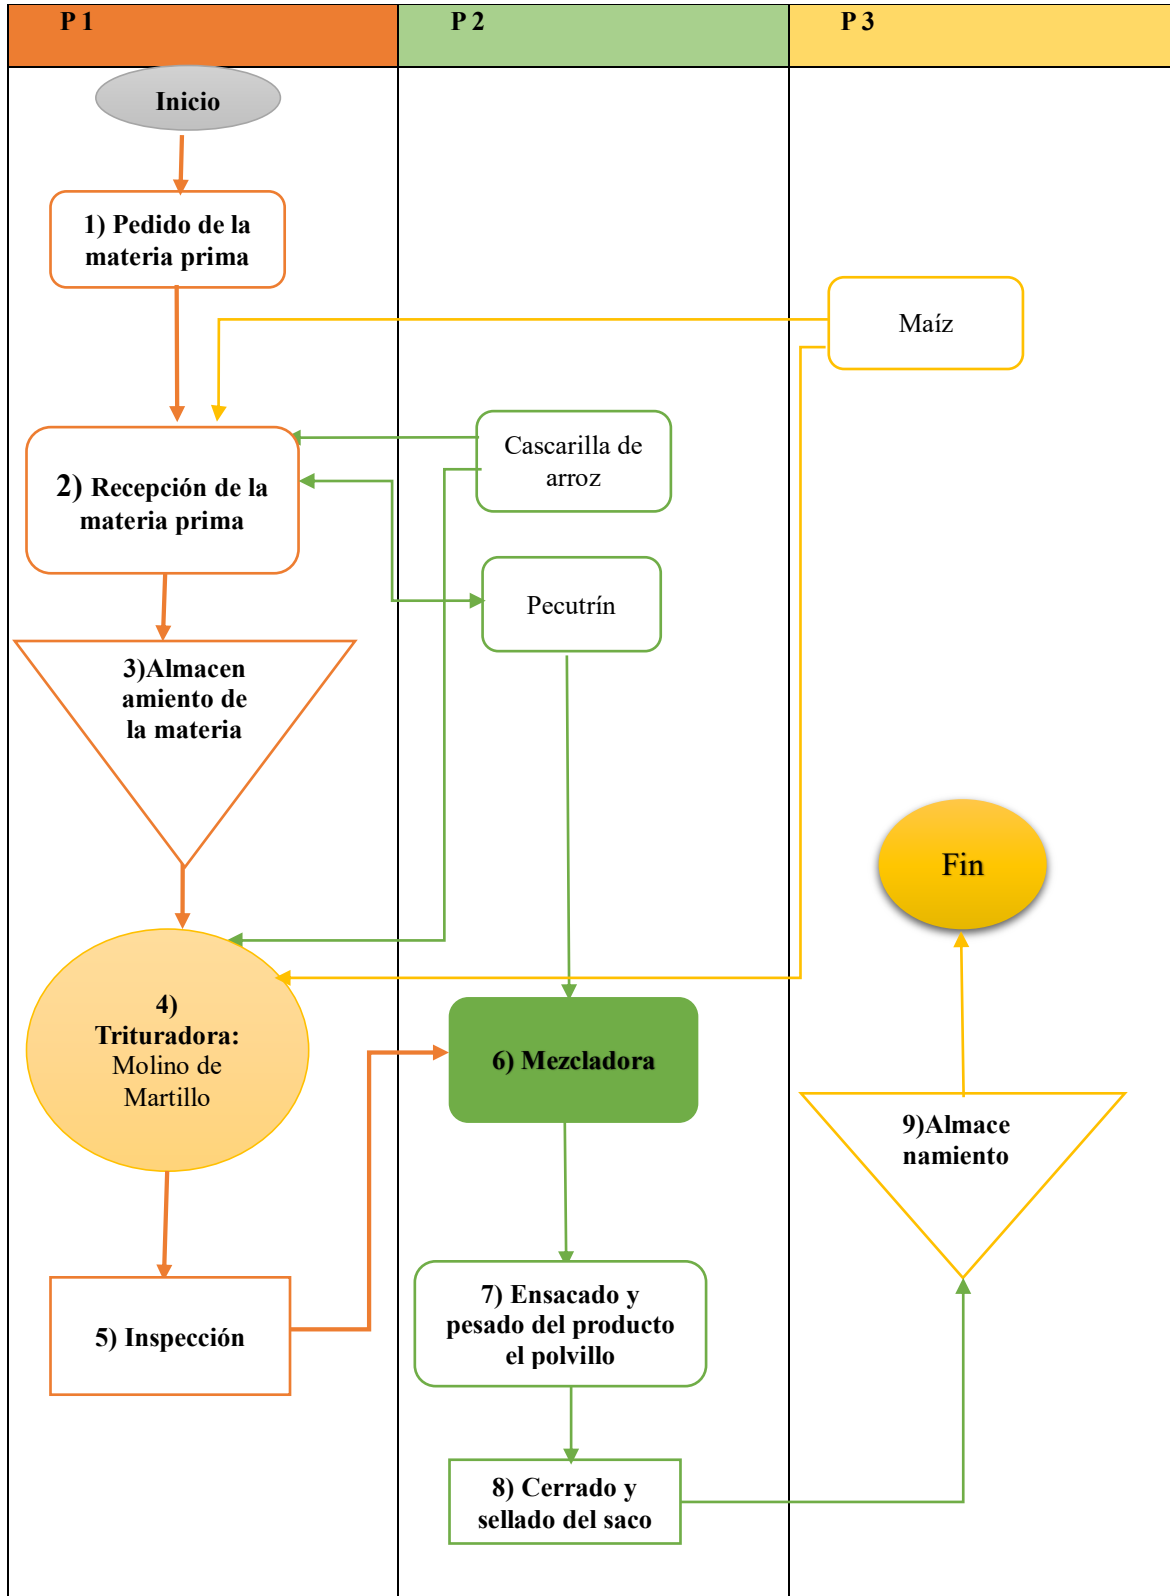 P 1
P 2
P 3
Inicio
1) Pedido de la
materia prima
Maíz
Cascarilla de
arroz
2) Recepción de la
materia prima
Pecutrín
3)Almacen
amiento de
la materia
Fin
4)
Trituradora:
Molino de
Martillo
6) Mezcladora
9)Almace
namiento
5) Inspección
7) Ensacado y
pesado del producto
el polvillo
8) Cerrado y
sellado del saco